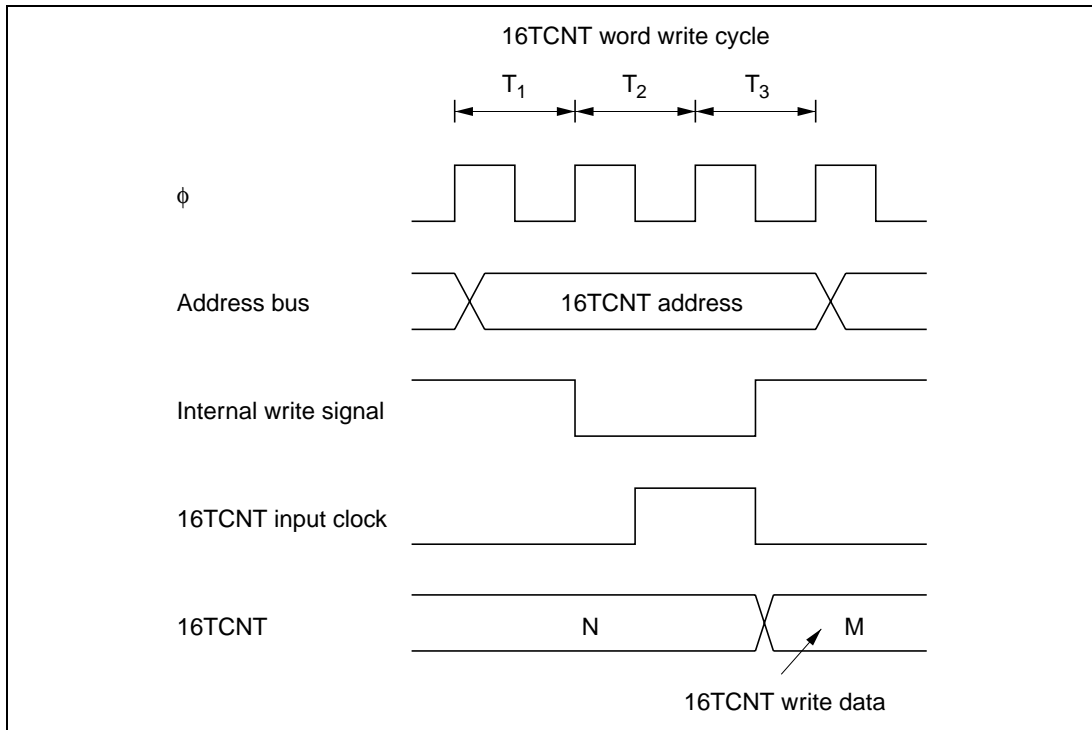 16TCNT word write cycle
T1 T2 T3
φ
Address bus
16TCNT address
Internal write signal
16TCNT input clock
16TCNT
N
M
16TCNT write data